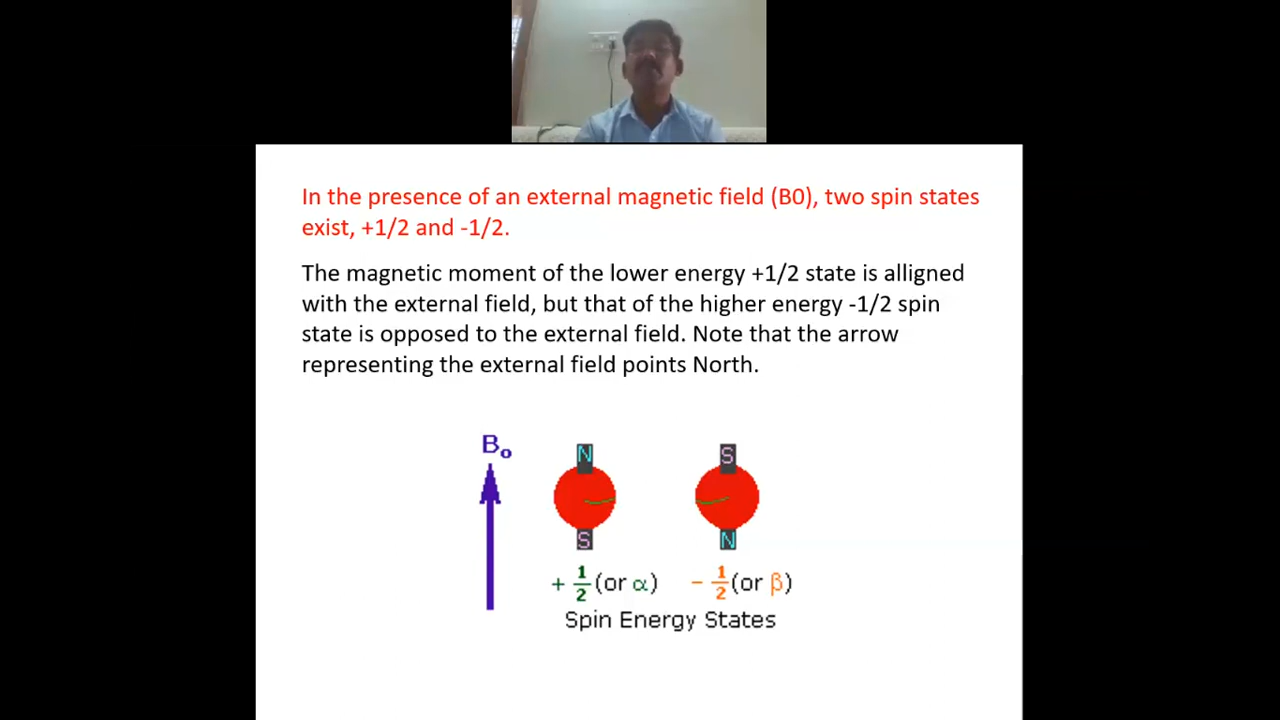 In the presence of an external magnetic field (B0), two spin states
exist, +1/2 and -1/2.
The magnetic moment of the lower energy +1/2 state is alligned
with the external field, but that of the higher energy -1/2 spin
state is opposed to the external field. Note that the arrow
representing the external field points North.
Bo
N S
S N
+ 1/2 (or α) - 1/2 (or β)
Spin Energy States